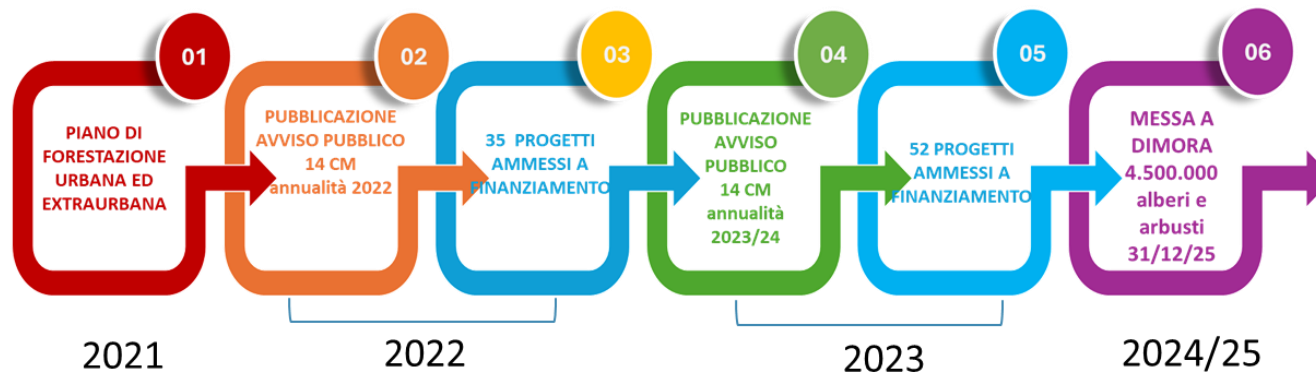 01
PIANO DI
FORESTAZIONE
URBANA ED
EXTRAURBANA
02
PUBBLICAZIONE
AVVISO PUBBLICO
14 CM
annualità 2022
03
35 PROGETTI
AMMESSI A
FINANZIAMENTO
04
PUBBLICAZIONE
AVVISO
PUBBLICO
14 CM
annualità
2023/24
05
52 PROGETTI
AMMESSI A
FINANZIAMENTO
06
MESSA A
DIMORA
4.500.000
alberi e
arbusti
31/12/25
2021
2022
2023
2024/25